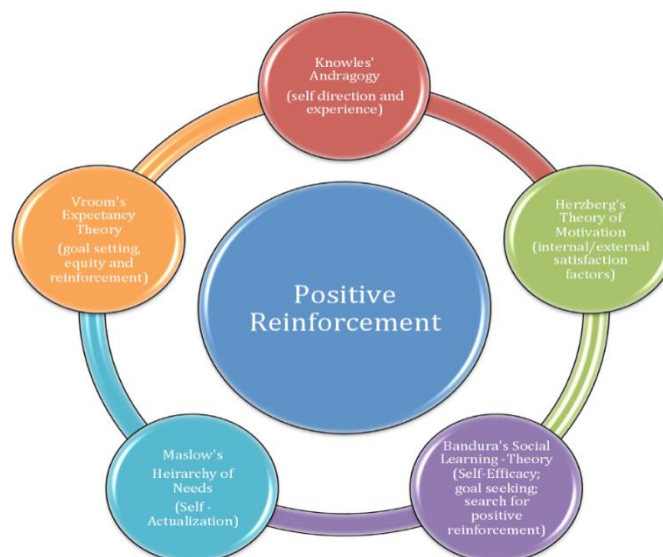 Knowles'
Andragogy
(self direction and
experience)
Vroom's
Expectancy
Theory
(goal setting,
equity and
reinforcement)
Herzberg's
Theory of
Motivation
(internal/external
satisfaction
factors)
Positive
Reinforcement
Maslow's
Heirarchy of
Needs
(Self -
Actualization)
Bandura's Social
Learning - Theory
(Self-Efficacy;
goal seeking;
search for
positive
reinforcement)